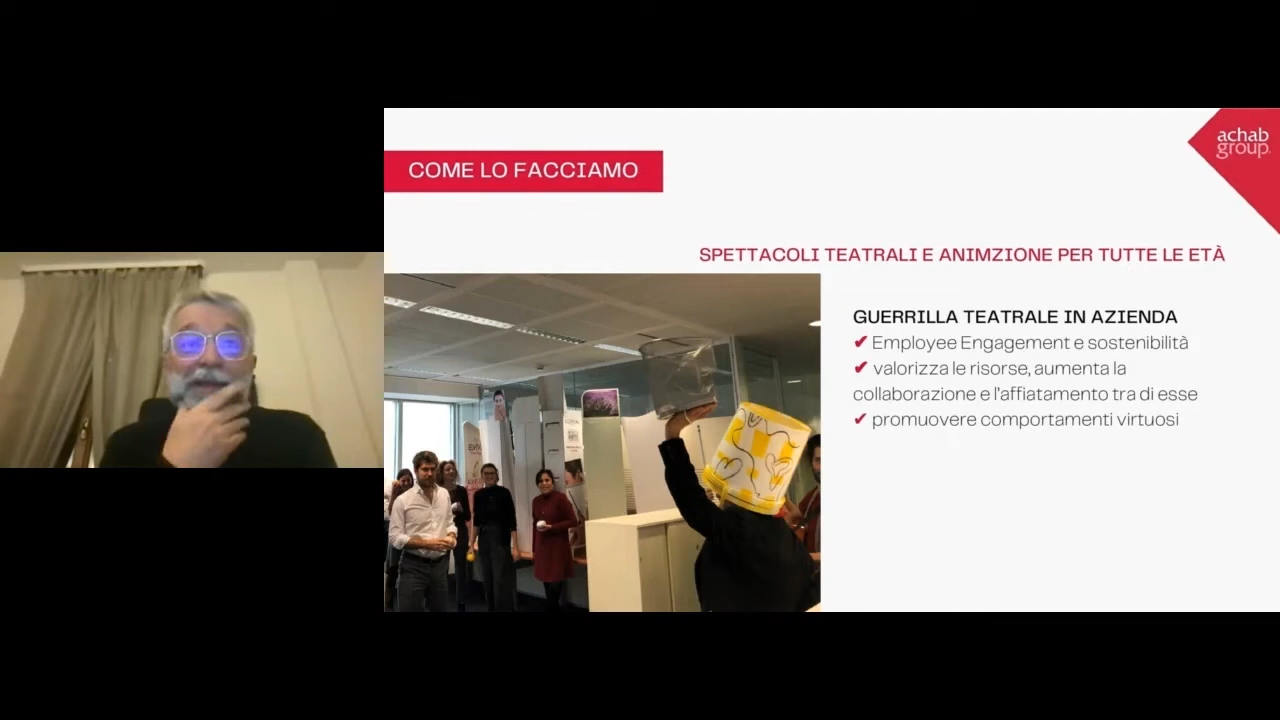 achab
group.
COME LO FACCIAMO
SPETTACOLI TEATRALI E ANIMZIONE PER TUTTE LE ETÀ
GUERRILLA TEATRALE IN AZIENDA
✔ Employee Engagement e sostenibilità
✔ valorizza le risorse, aumenta la
collaborazione e l'affiatamento tra di esse
✔ promuovere comportamenti virtuosi